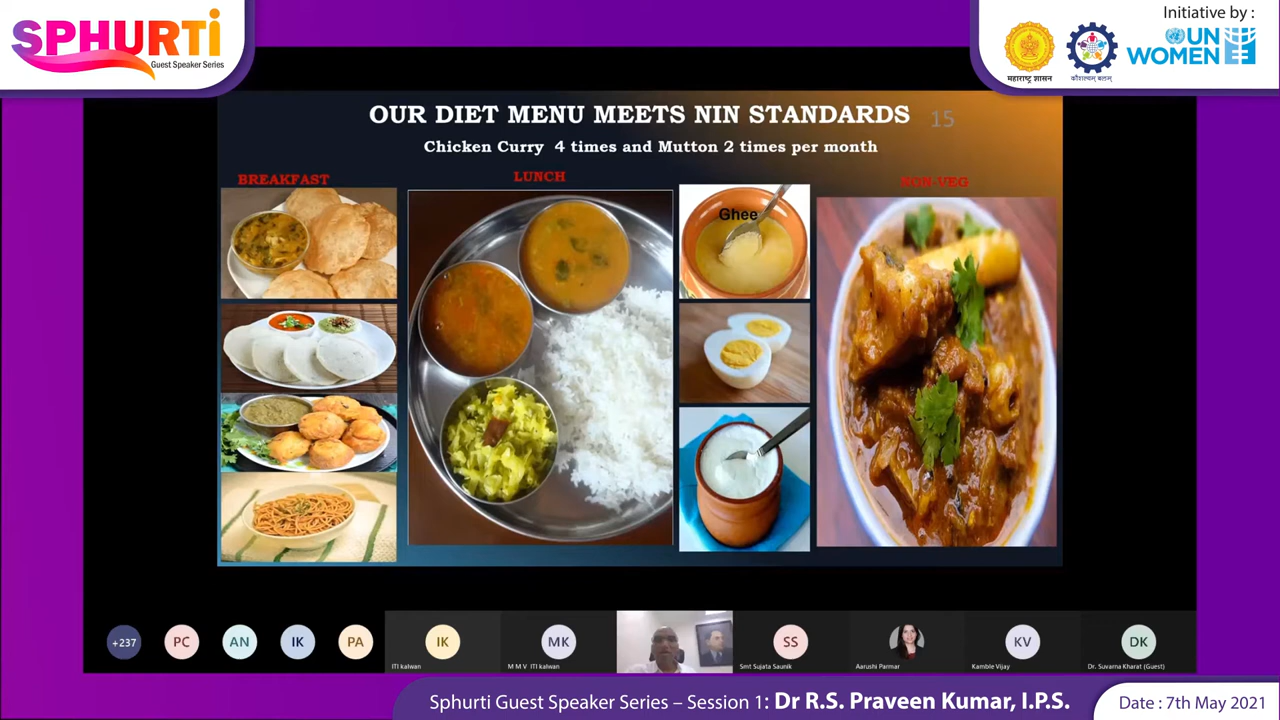 SPHURTI
Guest Speaker Series
Initiative by :
महाराष्ट्र शासन
कौशल्यम् बलम्
UN
WOMEN
OUR DIET MENU MEETS NIN STANDARDS
15
Chicken Curry 4 times and Mutton 2 times per month
BREAKFAST
LUNCH
NON-VEG
Ghee
+237
PC
AN
IK
PA
IK
MK
SS
KV
DK
ITI kalwan
M M V ITI kalwan
Smt Sujata Saunik
Aarushi Parmar
Kamble Vijay
Dr. Suvarna Kharat (Guest)
Sphurti Guest Speaker Series – Session 1: Dr R.S. Praveen Kumar, I.P.S.
Date : 7th May 2021